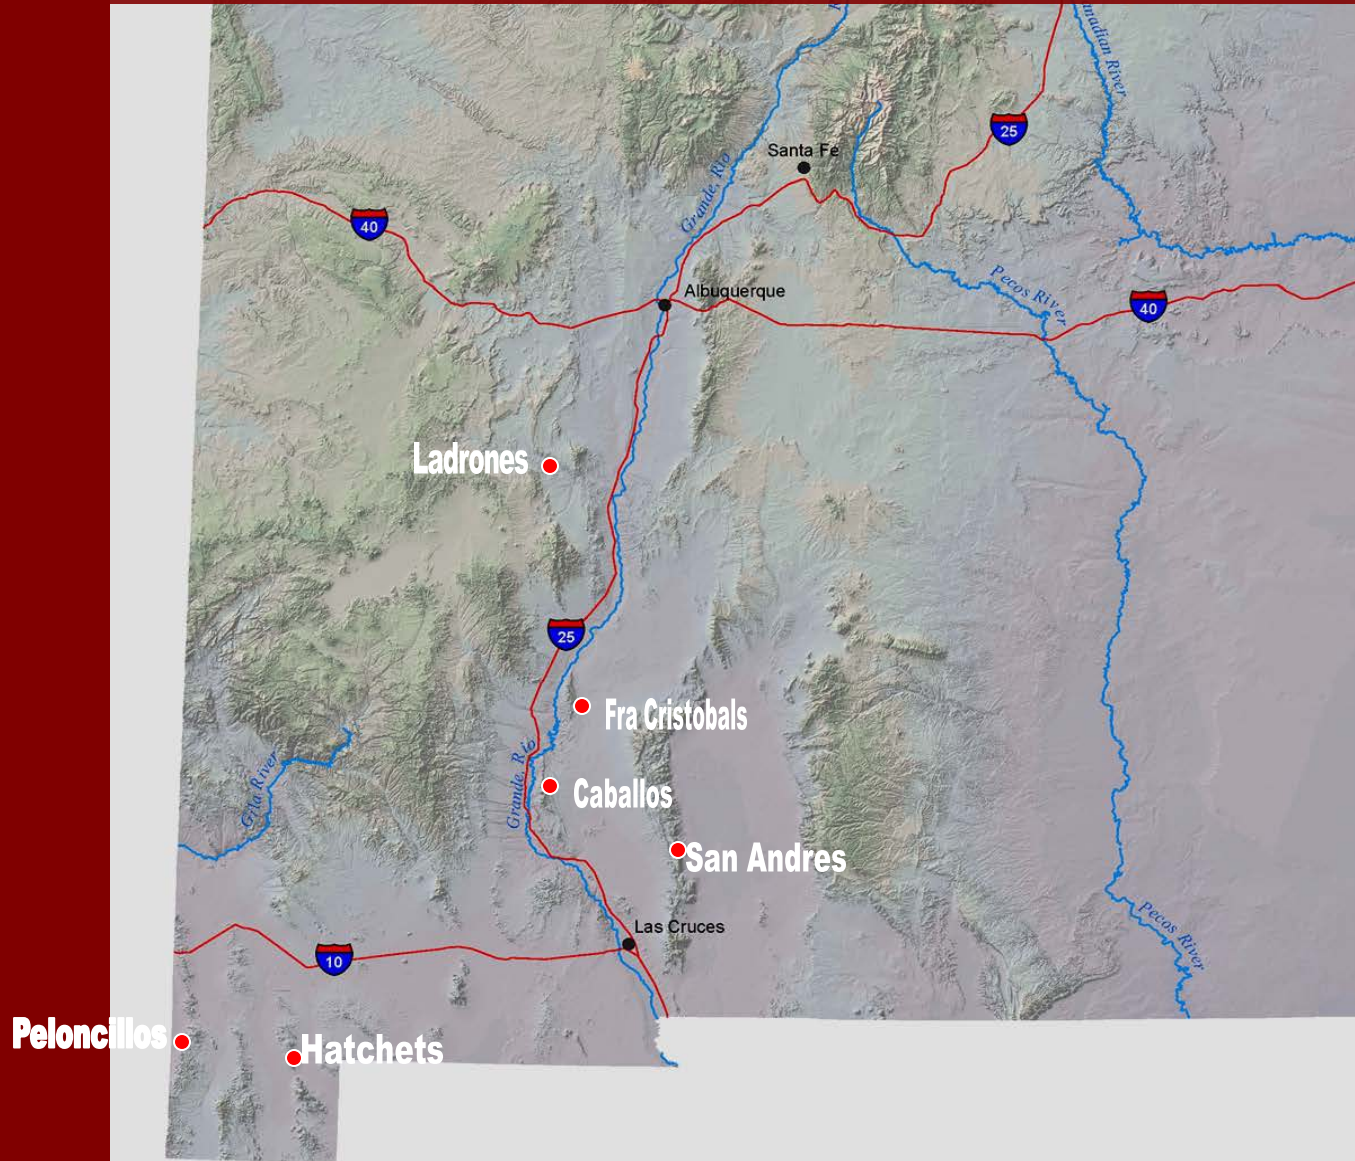 anadian River
25
Santa Fe
Grande, Rio
40
Pecos River
Albuquerque
40
Ladrones
25
Fra Cristobals
Grande, Rio
Gila River
Caballos
San Andres
Las Cruces
Pecos River
10
Peloncillos
Hatchets